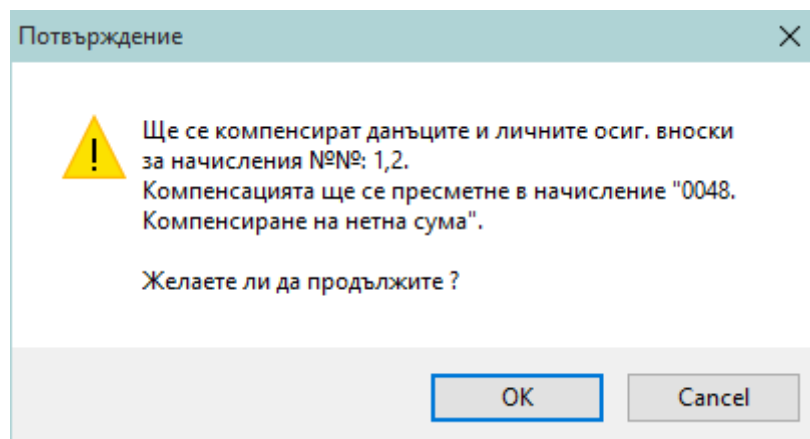 Потвърждение
Ще се компенсират данъците и личните осиг. вноски
за начисления №№: 1,2.
Компенсацията ще се пресметне в начисление "0048.
Компенсиране на нетна сума".
Желаете ли да продължите ?
OK
Cancel